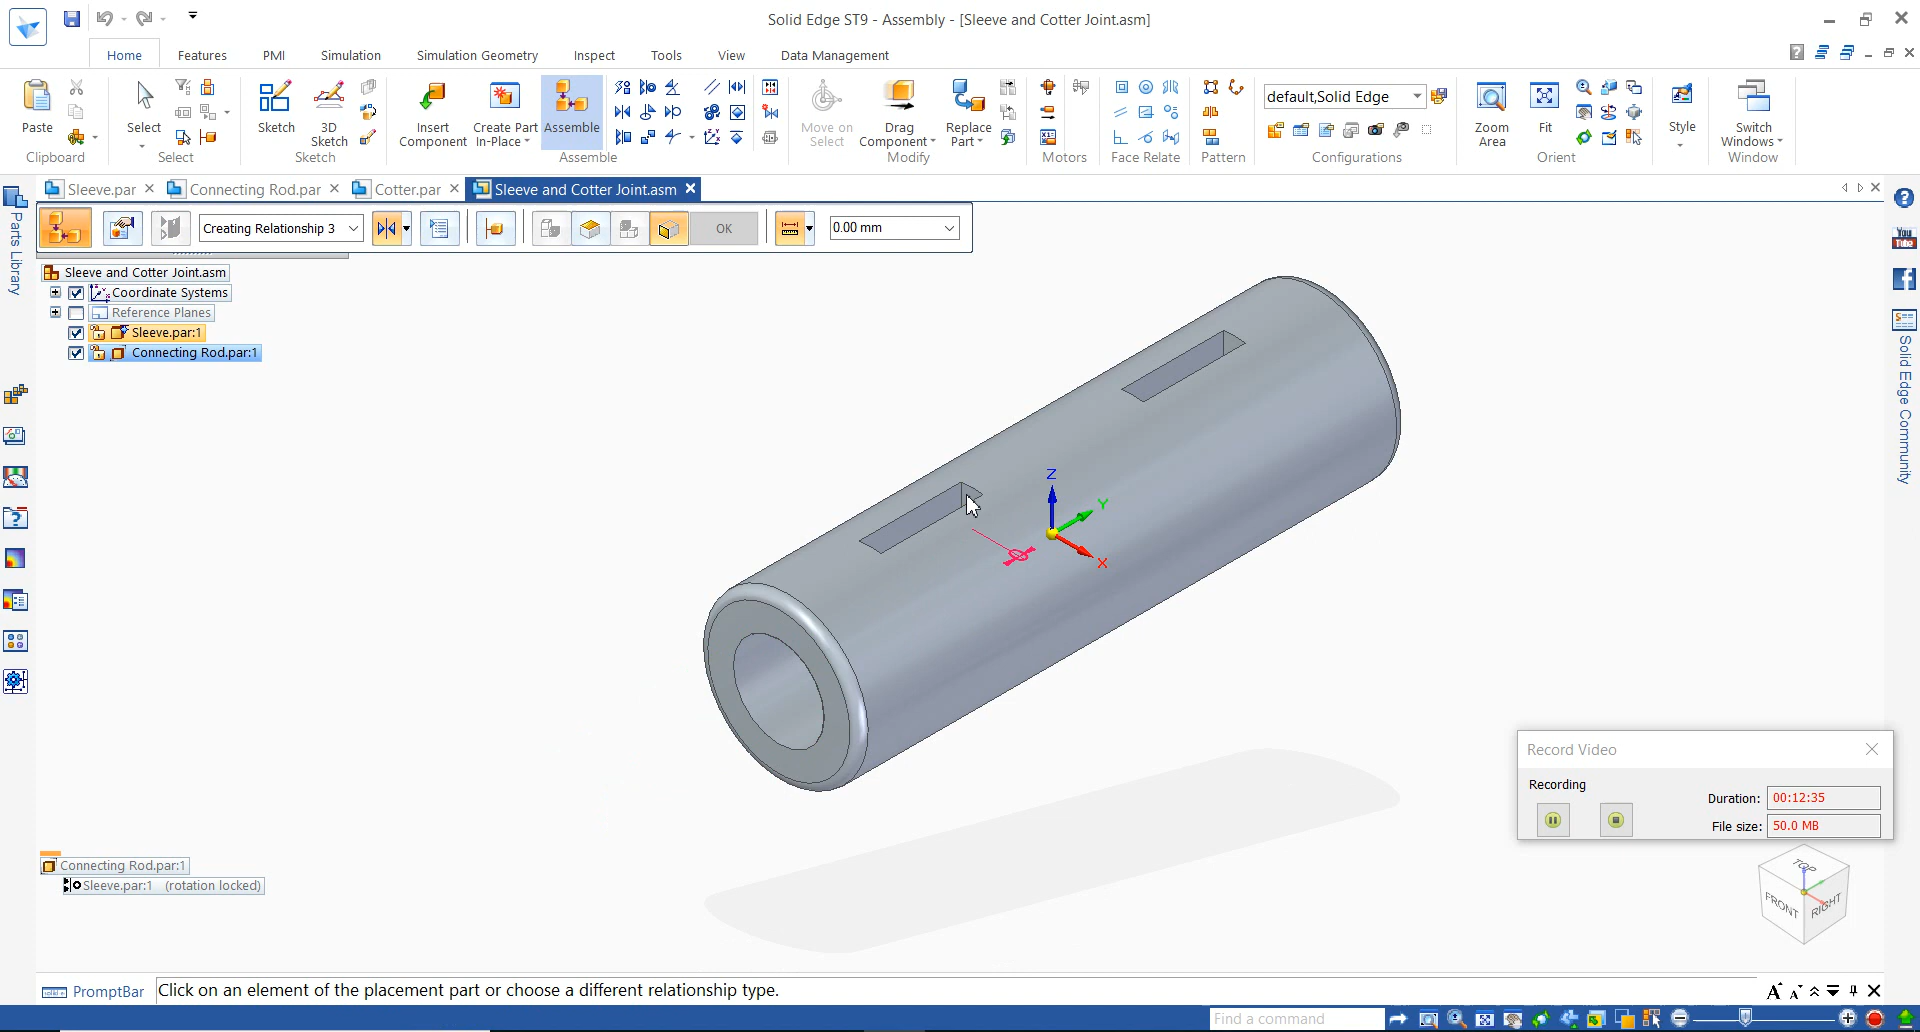 Solid Edge ST9 - Assembly - [Sleeve and Cotter Joint.asm]
Home Features PMI Simulation Simulation Geometry Inspect Tools View Data Management
Paste
Clipboard
Select
Select
Sketch
3D Sketch
Sketch
Insert Component
Create Part In-Place
Assemble
Assemble
Move on Select
Drag Component
Replace Part
Modify
Motors
Face Relate
Pattern
default,Solid Edge
Configurations
Zoom Area
Fit
Orient
Style
Switch Windows
Window
Sleeve.par
Connecting Rod.par
Cotter.par
Sleeve and Cotter Joint.asm
Creating Relationship 3
OK
0.00 mm
Parts Library
Sleeve and Cotter Joint.asm
Coordinate Systems
Reference Planes
Sleeve.par:1
Connecting Rod.par:1
Z
Y
X
You Tube
Solid Edge Community
Record Video
Recording
Duration: 00:12:35
File size: 50.0 MB
Connecting Rod.par:1
Sleeve.par:1 (rotation locked)
TOP
FRONT
RIGHT
PromptBar
Click on an element of the placement part or choose a different relationship type.
Find a command